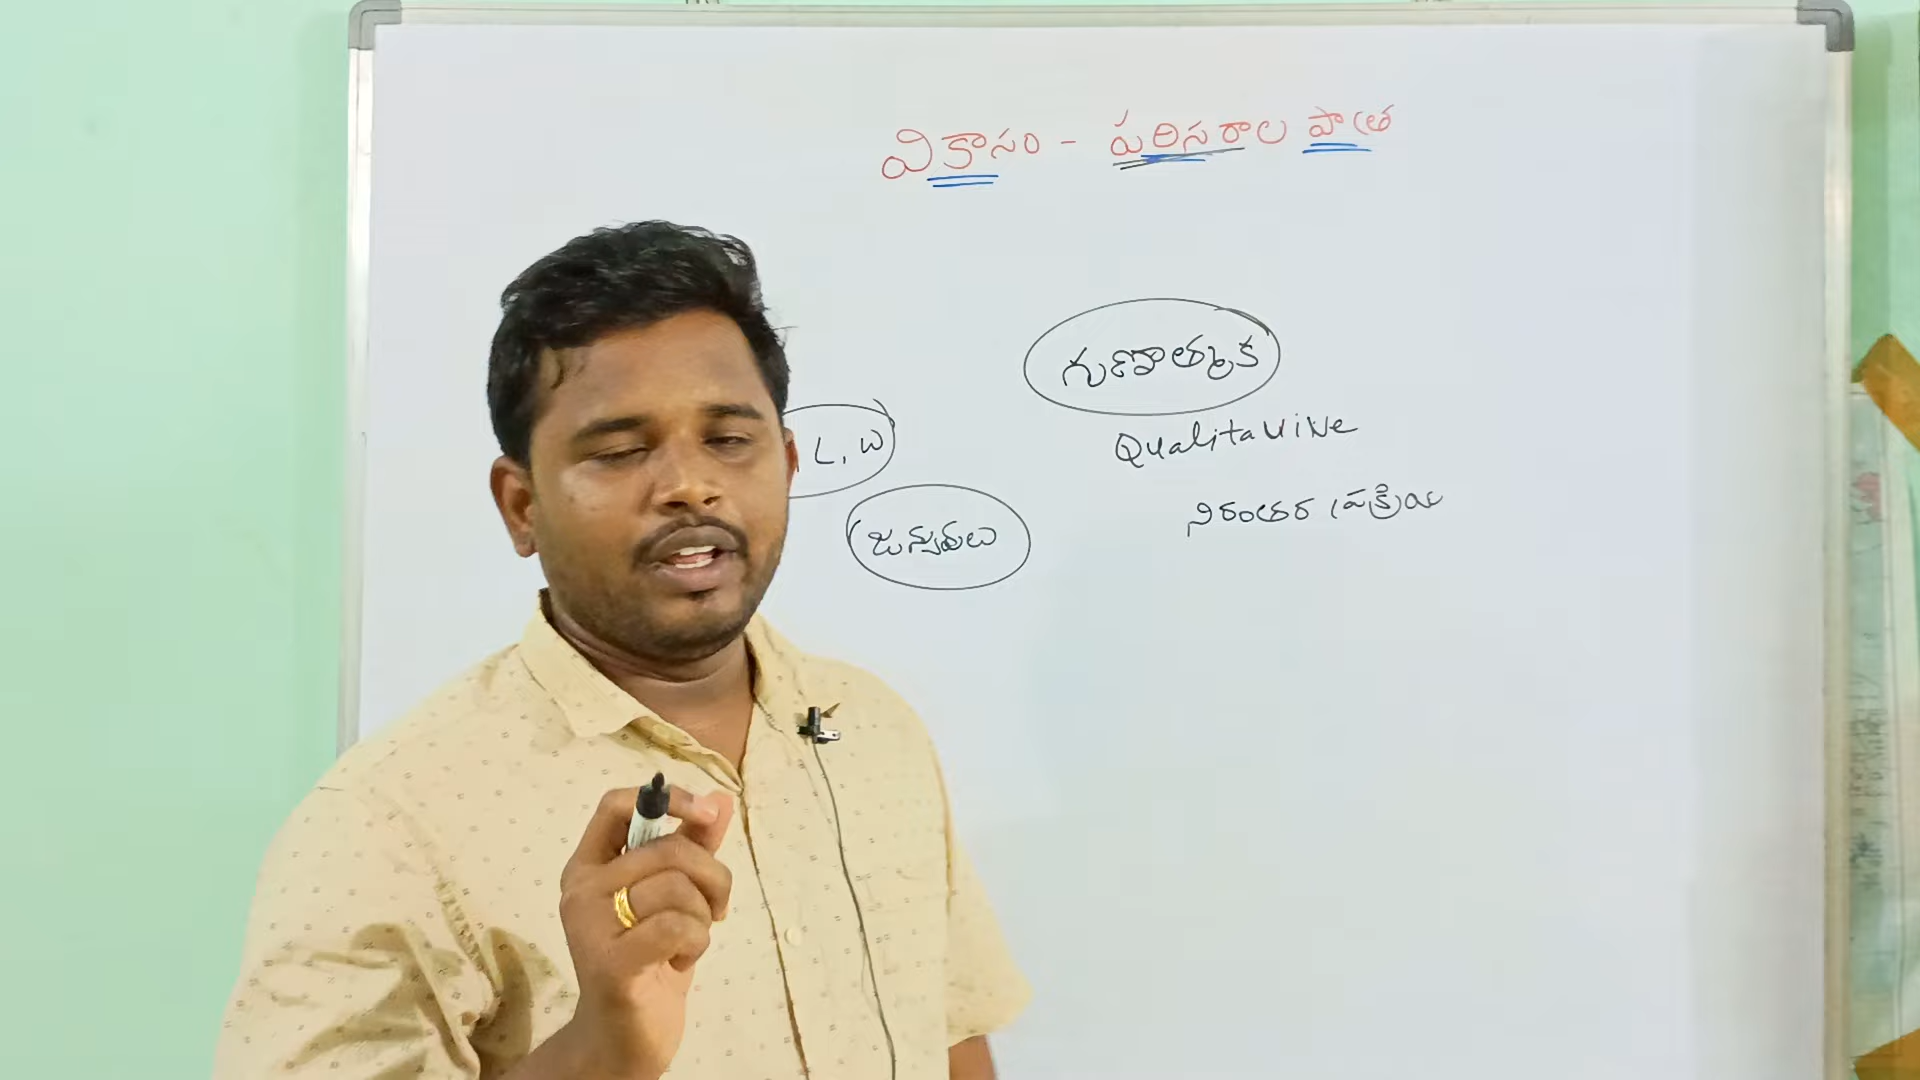 వికాసం - పరిసరాల పాత్ర
గుణాత్మక
L, W
Qualitative
నిరంతర ప్రక్రియ
జన్యువులు